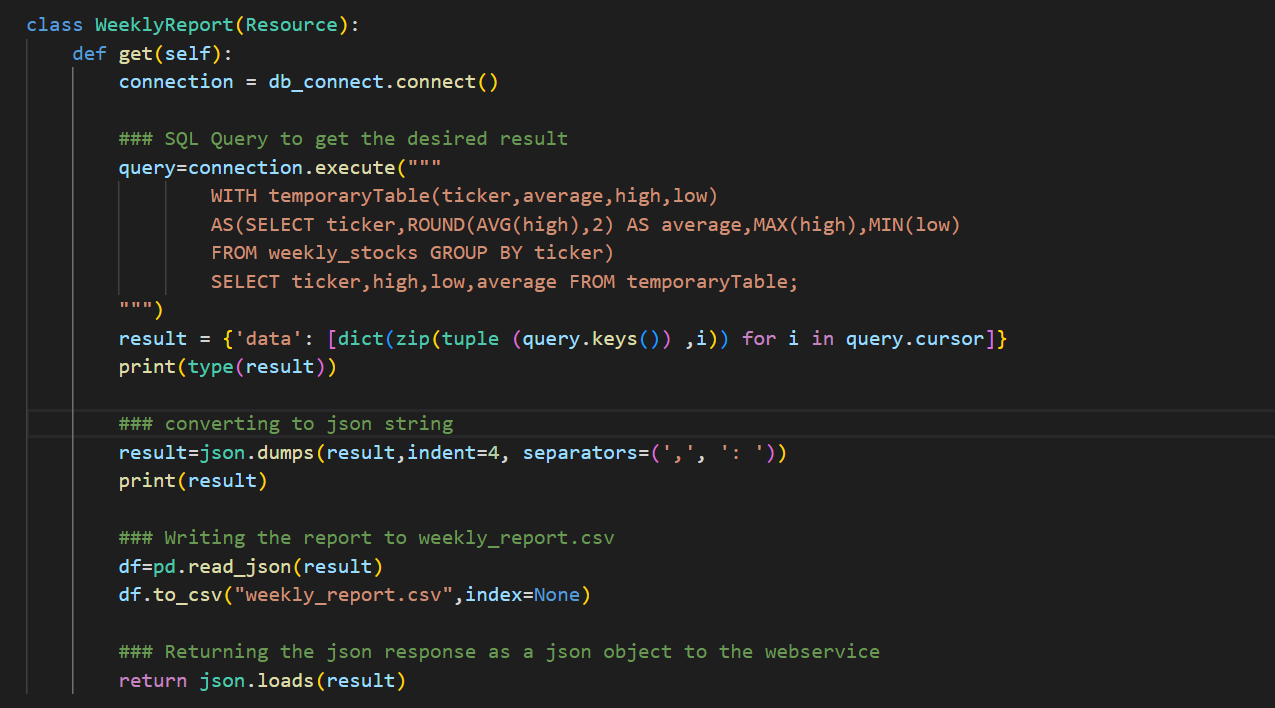 class WeeklyReport(Resource):
    def get(self):
        connection = db_connect.connect()

        ### SQL Query to get the desired result
        query=connection.execute("""
                WITH temporaryTable(ticker,average,high,low)
                AS(SELECT ticker,ROUND(AVG(high),2) AS average,MAX(high),MIN(low)
                FROM weekly_stocks GROUP BY ticker)
                SELECT ticker,high,low,average FROM temporaryTable;
        """)
        result = {'data': [dict(zip(tuple (query.keys()) ,i)) for i in query.cursor]}
        print(type(result))

        ### converting to json string
        result=json.dumps(result,indent=4, separators=(',', ': '))
        print(result)

        ### Writing the report to weekly_report.csv
        df=pd.read_json(result)
        df.to_csv("weekly_report.csv",index=None)

        ### Returning the json response as a json object to the webservice
        return json.loads(result)